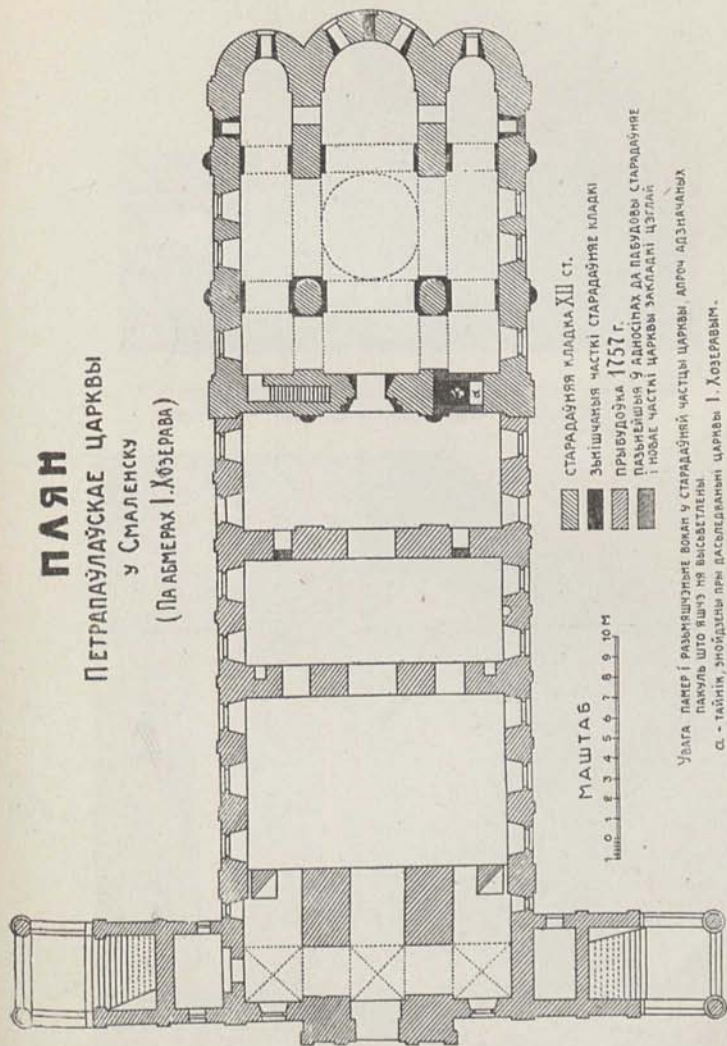 ПЛЯН
ПЕТРАПАЎЛАЎСКАЕ ЦАРКВЫ
У СМАЛЕНСКУ
(ПА АБМЕРАХ І. ХОЗЕРАВА)
СТАРАДАЎНЯЯ КЛАДКА XII СТ.
ЗЬНІШЧАНЫЯ ЧАСТКІ СТАРАДАЎНЯЕ КЛАДКІ
ПРЫБУДОЎКА 1757 г.
ПАЗЬНЕЙШЫЯ Ў АДНОСІНАХ ДА ПАБУДОВЫ СТАРАДАЎНЯЕ
І НОВАЕ ЧАСТКІ ЦАРКВЫ ЗАКЛАДКІ ЦЭГЛАЙ
МАШТАБ
1 0 1 2 3 4 5 6 7 8 9 10 М
УВАГА ПАМЕР І РАЗЬМЯШЧЭНЬНЕ ВОКАН У СТАРАДАЎНЯЙ ЧАСТЦЫ ЦАРКВЫ, АПРОЧ АДЗНАЧАНЫХ
ПАКУЛЬ ШТО ЯШЧЭ НЯ ВЫСЬВЕТЛЕНЫ.
а - ТАЙНІК, ЗНОЙДЗЕНЫ ПРЫ ДАСЬЛЕДВАНЬНІ ЦАРКВЫ І. ХОЗЕРАВЫМ.
а